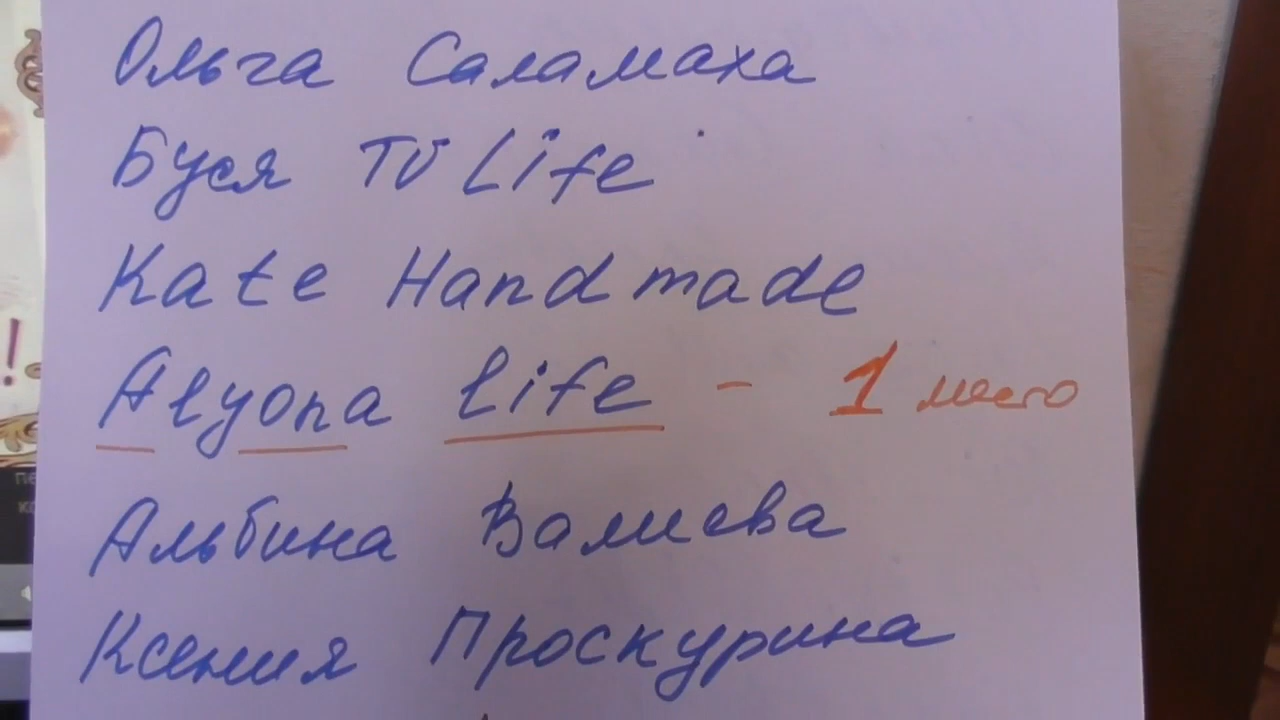 Ольга Саламаха
Буся TV Life
Kate Handmade
Alyona life - 1 место
Альбина Валиева
Ксения Проскурина